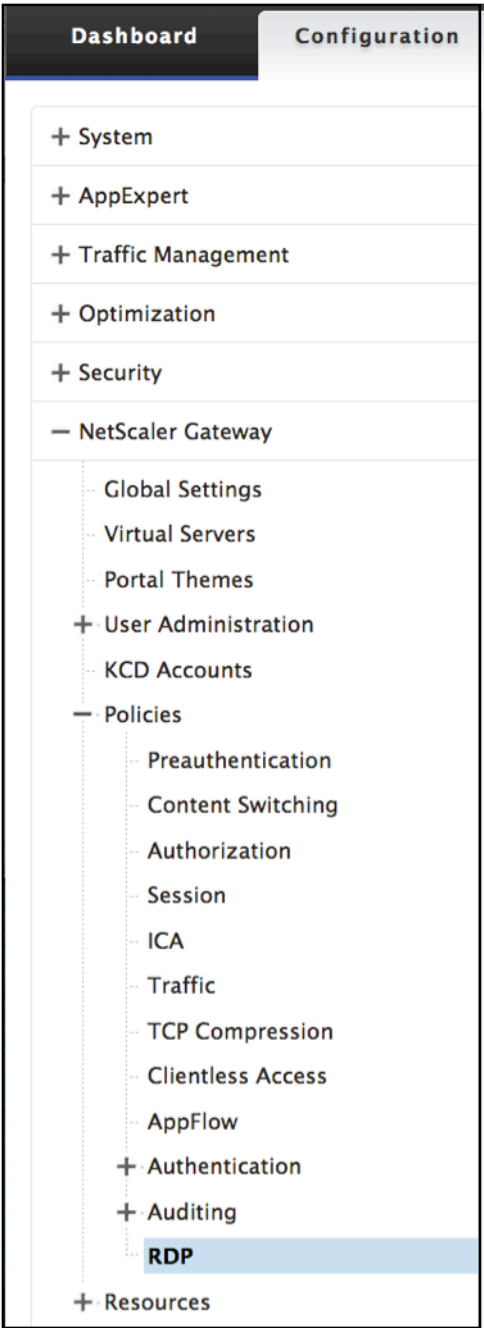 Dashboard Configuration
System
AppExpert
Traffic Management
Optimization
Security
NetScaler Gateway
Global Settings
Virtual Servers
Portal Themes
User Administration
KCD Accounts
Policies
Preauthentication
Content Switching
Authorization
Session
ICA
Traffic
TCP Compression
Clientless Access
AppFlow
Authentication
Auditing
RDP
Resources